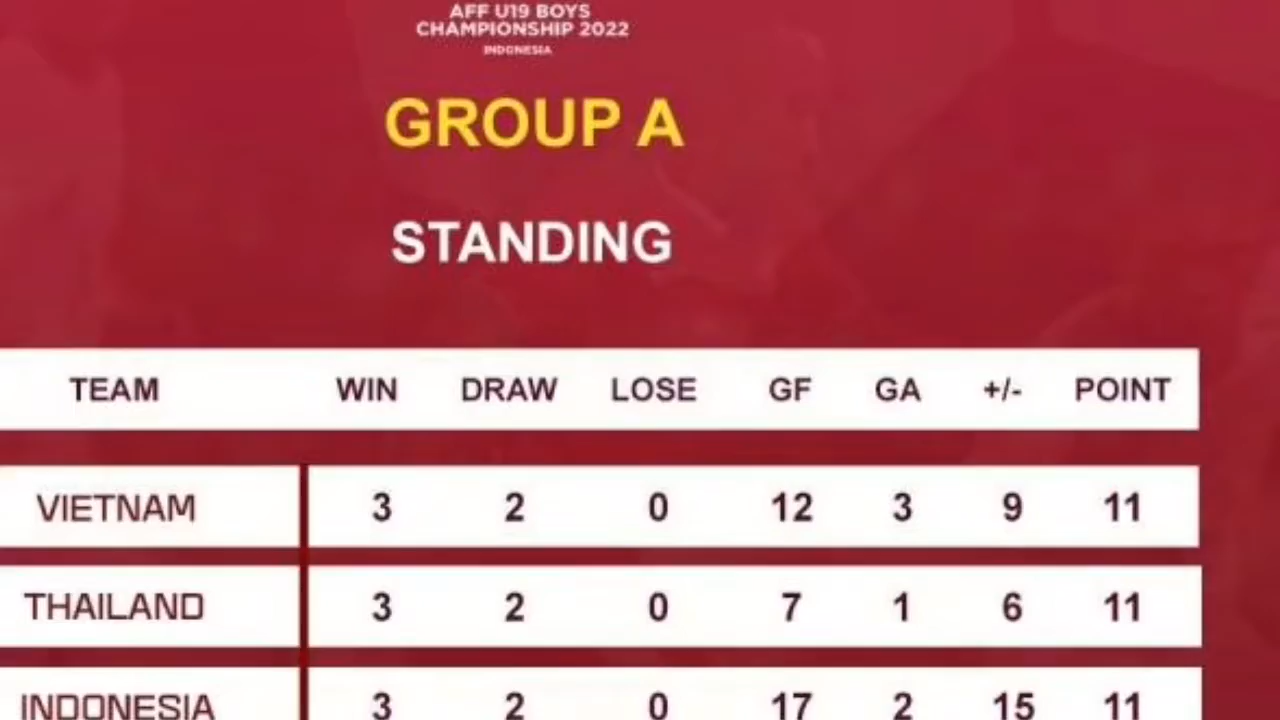 AFF U19 BOYS
CHAMPIONSHIP 2022
INDONESIA
GROUP A
STANDING
TEAM WIN DRAW LOSE GF GA +/- POINT
VIETNAM 3 2 0 12 3 9 11
THAILAND 3 2 0 7 1 6 11
INDONESIA 3 2 0 17 2 15 11